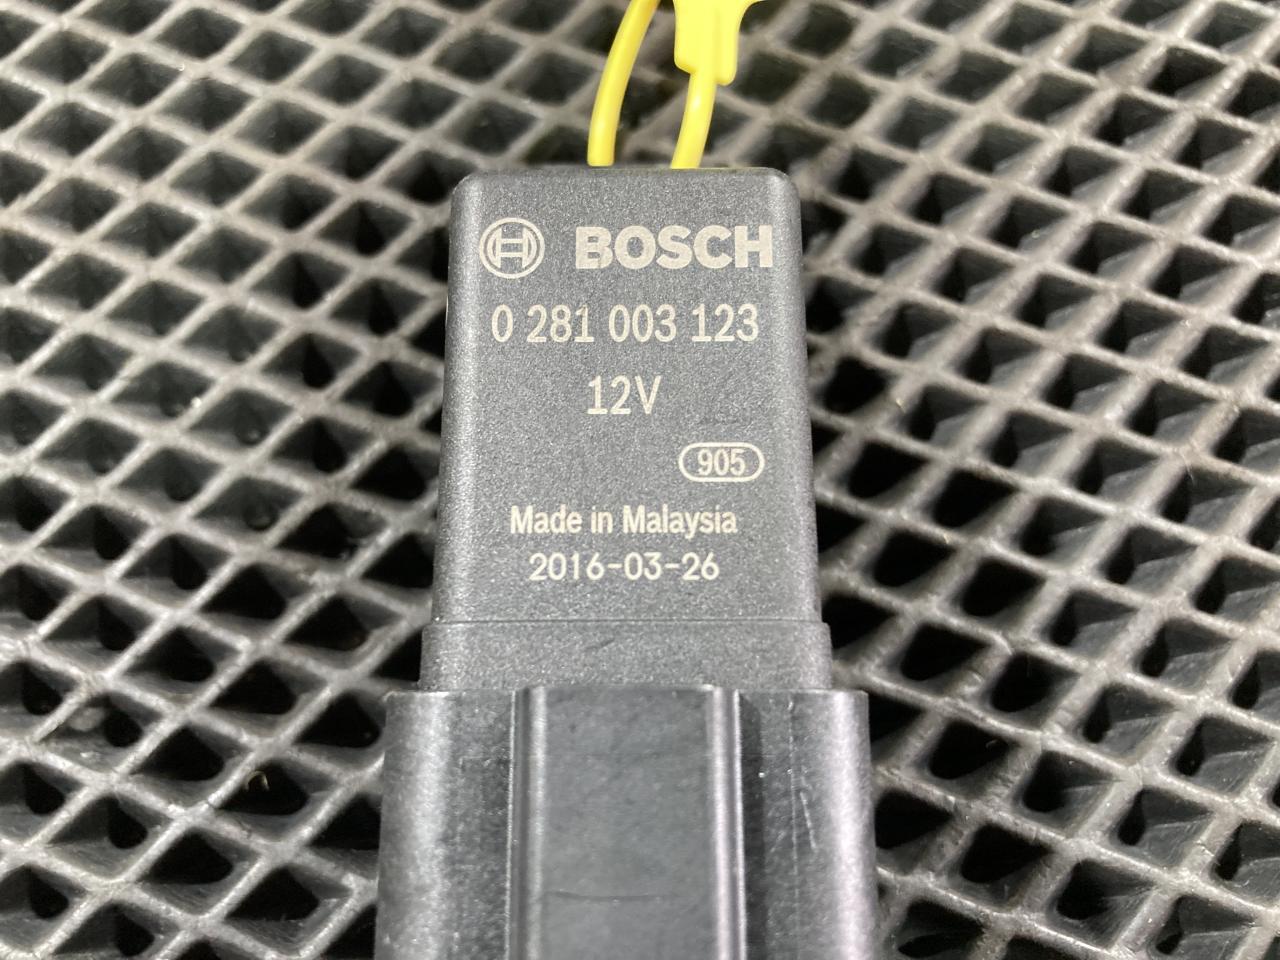 BOSCH
0 281 003 123
12V
905
Made in Malaysia
2016-03-26